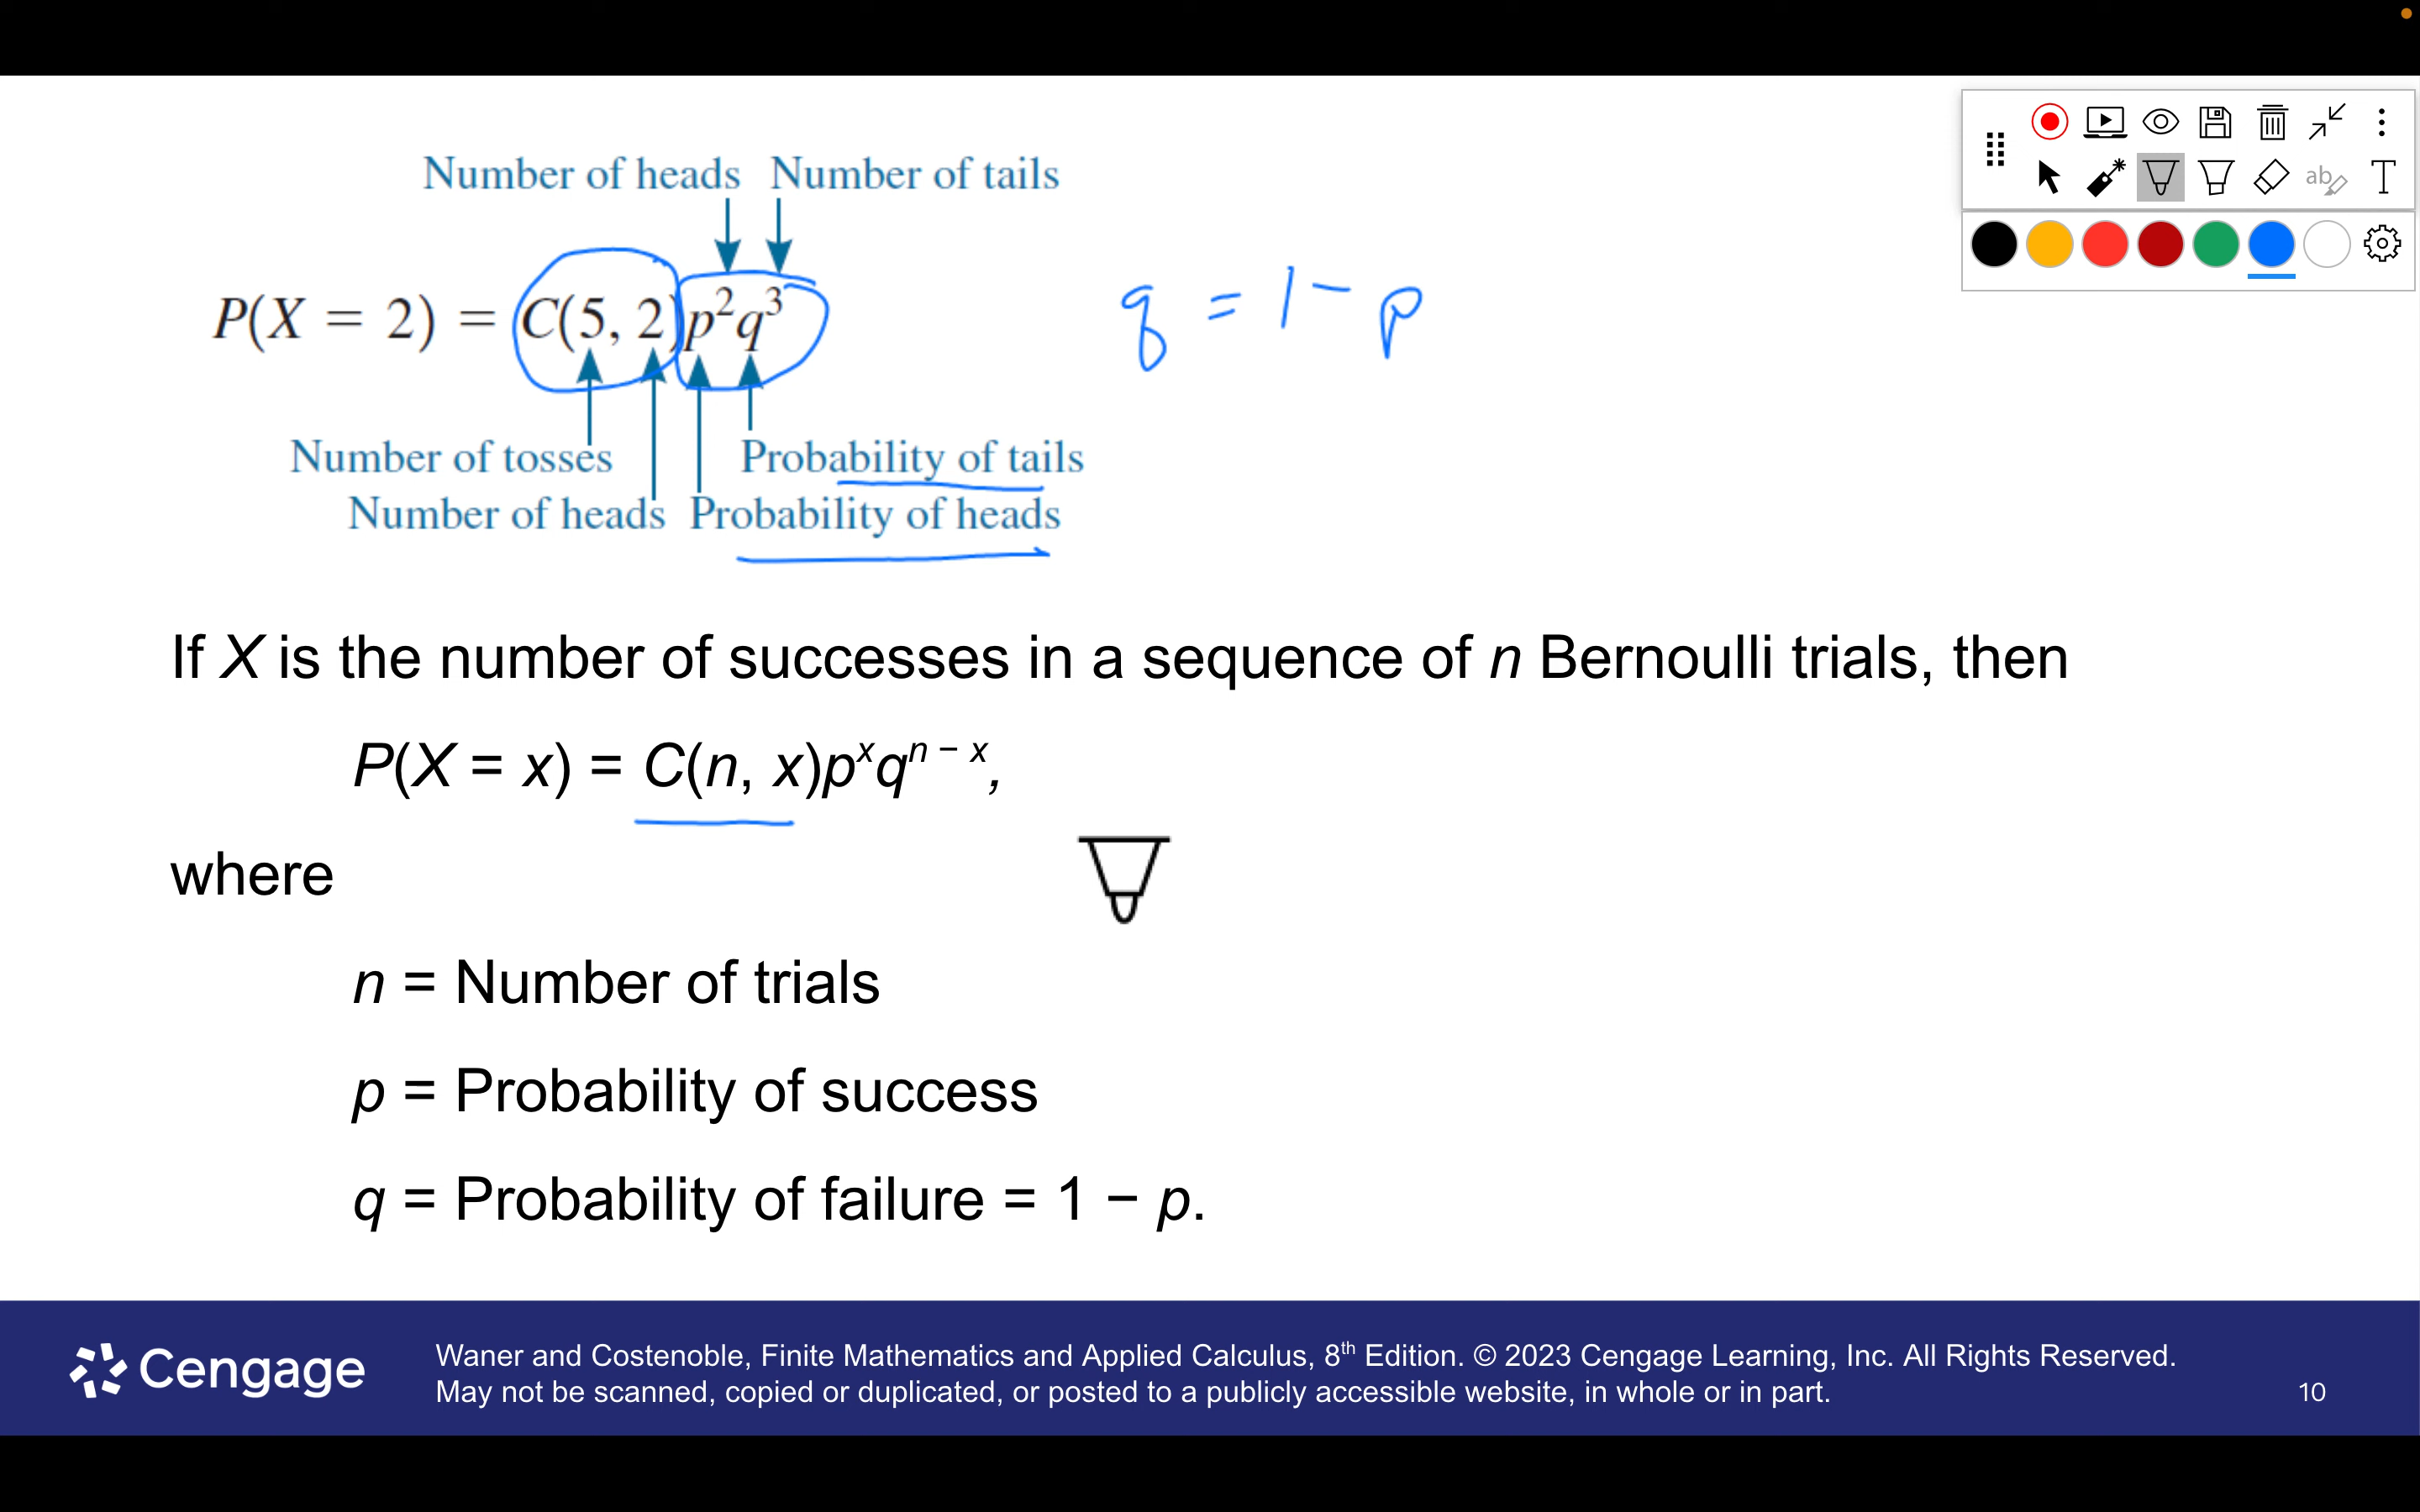 Number of heads Number of tails
P(X = 2) = C(5, 2)p²q³
q = 1 - p
Number of tosses Probability of tails
Number of heads Probability of heads
If X is the number of successes in a sequence of n Bernoulli trials, then
P(X = x) = C(n, x)pˣqⁿ ⁻ ˣ,
where
n = Number of trials
p = Probability of success
q = Probability of failure = 1 − p.
Cengage
Waner and Costenoble, Finite Mathematics and Applied Calculus, 8th Edition. © 2023 Cengage Learning, Inc. All Rights Reserved.
May not be scanned, copied or duplicated, or posted to a publicly accessible website, in whole or in part.
10
ab
T